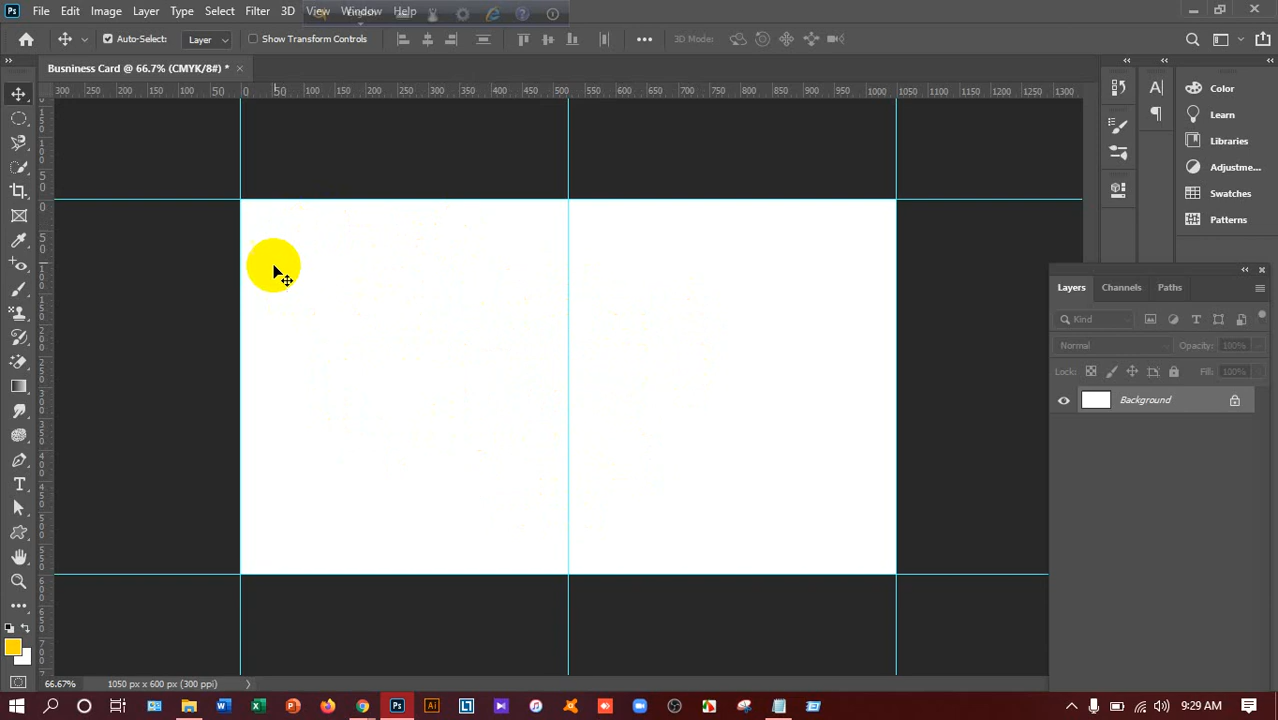 Ps File Edit Image Layer Type Select Filter 3D View Window Help
Auto-Select: Layer Show Transform Controls 3D Mode:
Busniness Card @ 66.7% (CMYK/8#) * ×
300 250 200 150 100 50 0 50 100 150 200 250 300 350 400 450 500 550 600 650 700 750 800 850 900 950 1000 1050 1100 1150 1200 1250 1300
Color
Learn
Libraries
Adjustme...
Swatches
Patterns
Layers Channels Paths
Kind
Normal Opacity: 100%
Lock: Fill: 100%
Background
66.67% 1050 px x 600 px (300 ppi)
9:29 AM